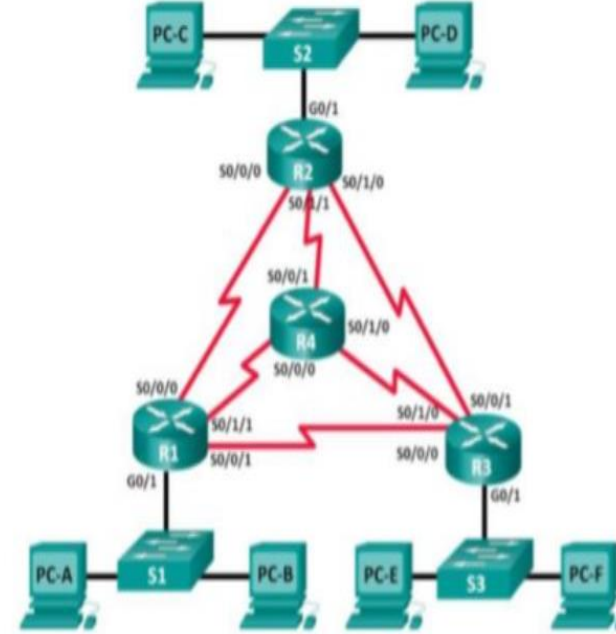 PC-C
S2
PC-D
G0/1
R2
S0/0/0
S0/1/0
S0/1/1
S0/0/1
R4
S0/1/0
S0/0/0
S0/0/0
S0/1/1
R1
S0/0/1
S0/0/1
S0/1/0
R3
S0/0/0
G0/1
G0/1
PC-A
S1
PC-B
PC-E
S3
PC-F